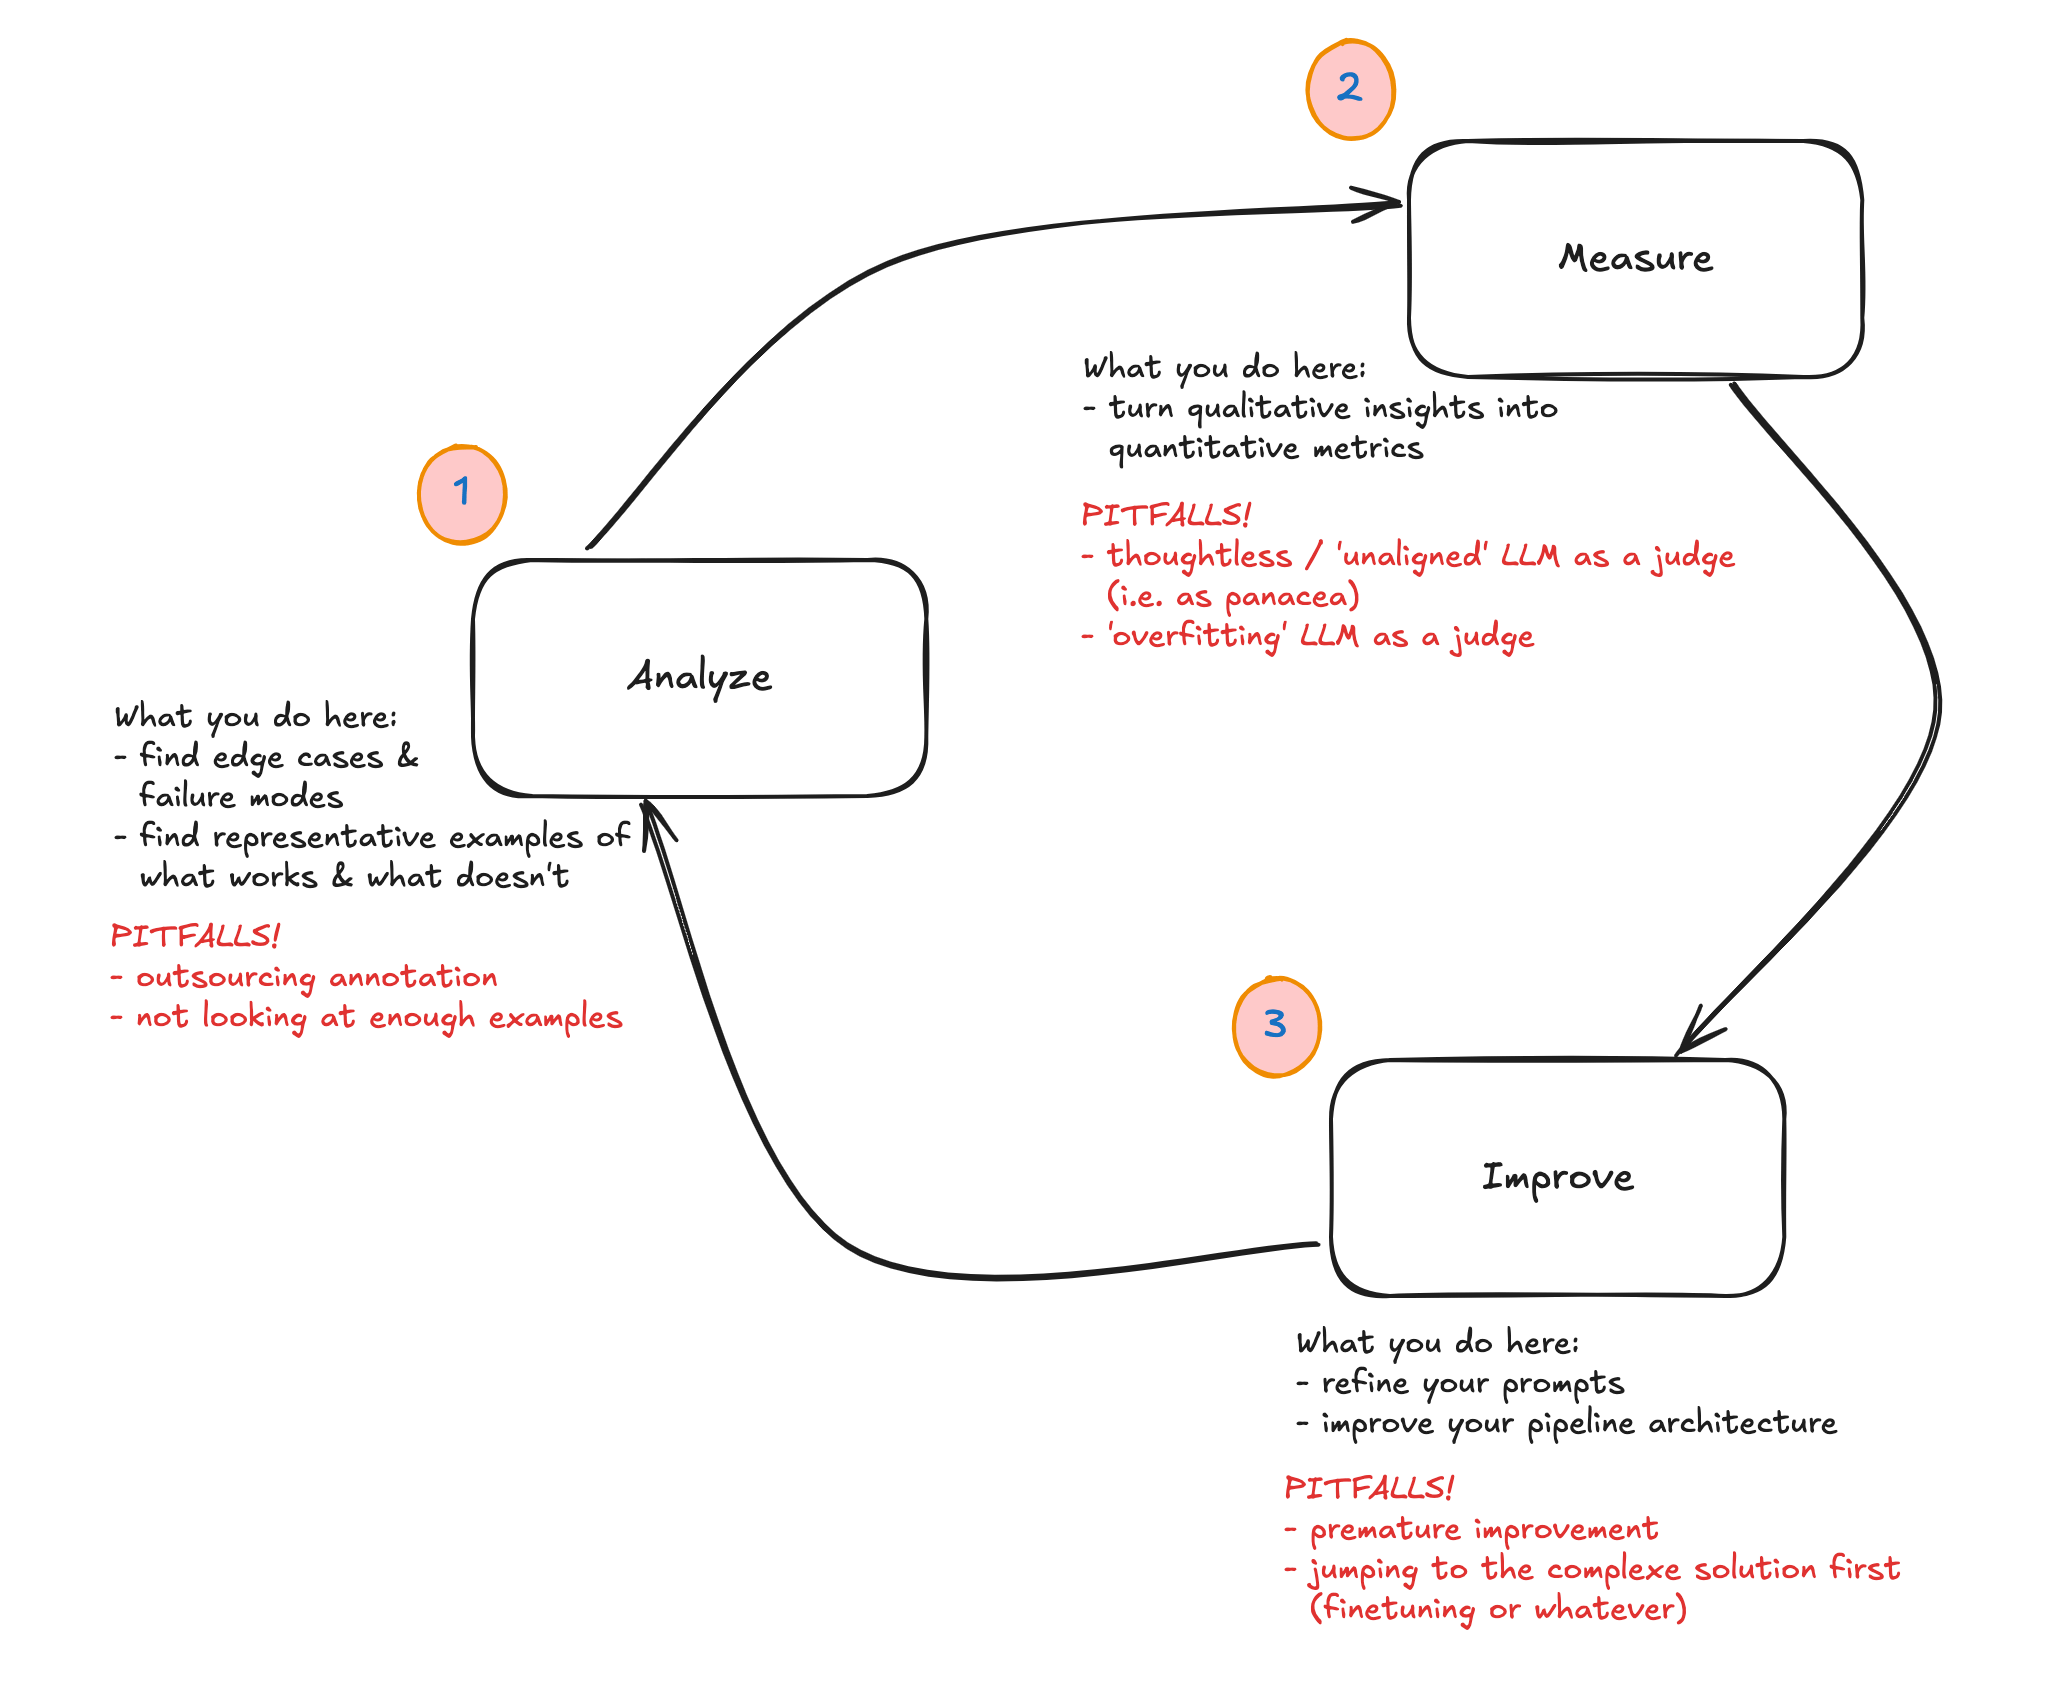 1
Analyze
What you do here:
- find edge cases &
failure modes
- find representative examples of
what works & what doesn't
PITFALLS!
- outsourcing annotation
- not looking at enough examples
2
Measure
What you do here:
- turn qualitative insights into
quantitative metrics
PITFALLS!
- thoughtless / 'unaligned' LLM as a judge
(i.e. as panacea)
- 'overfitting' LLM as a judge
3
Improve
What you do here:
- refine your prompts
- improve your pipeline architecture
PITFALLS!
- premature improvement
- jumping to the complexe solution first
(finetuning or whatever)